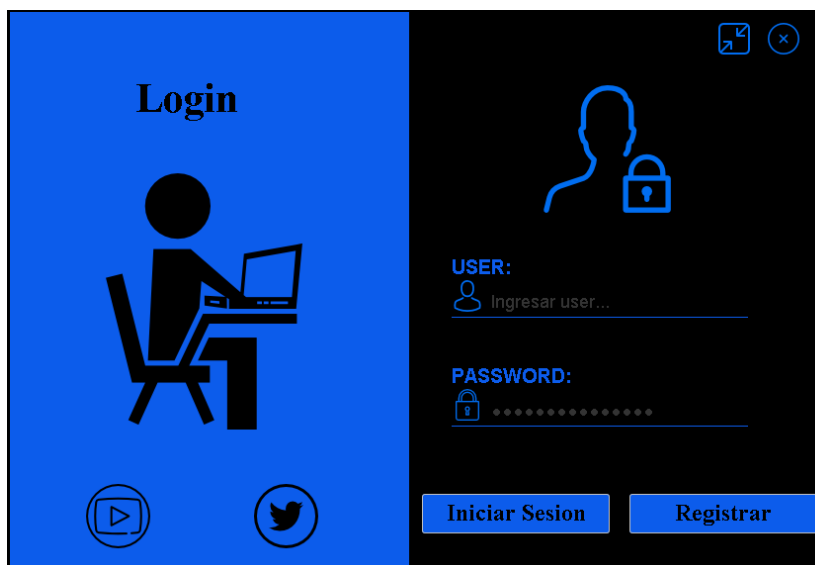 Login
USER:
Ingresar user...
PASSWORD:
Iniciar Sesion
Registrar